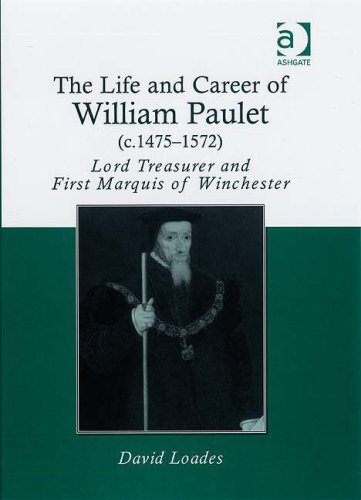 a
ASHGATE
The Life and Career of
William Paulet
(c.1475–1572)
Lord Treasurer and
First Marquis of Winchester
David Loades